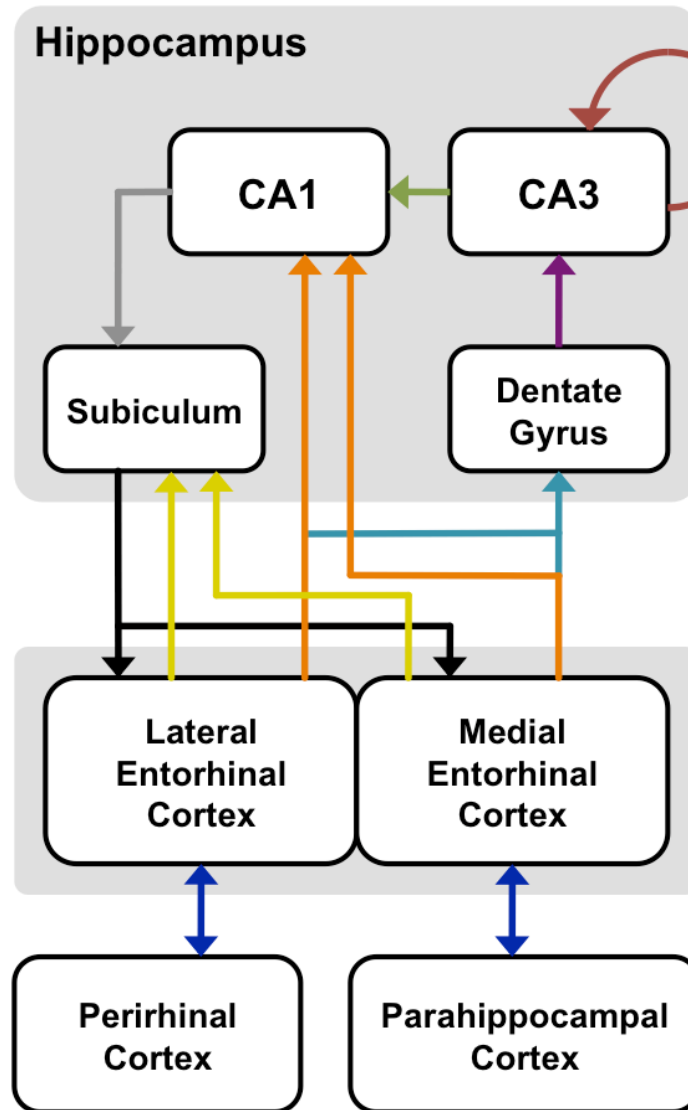 Hippocampus
CA1
CA3
Subiculum
Dentate
Gyrus
Lateral
Entorhinal
Cortex
Medial
Entorhinal
Cortex
Perirhinal
Cortex
Parahippocampal
Cortex